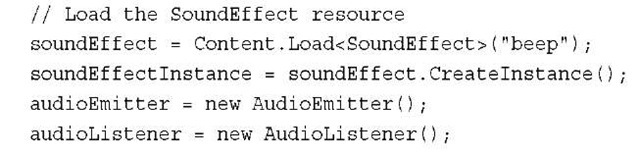 // Load the SoundEffect resource
soundEffect = Content.Load<SoundEffect>("beep");
soundEffectInstance = soundEffect.CreateInstance();
audioEmitter = new AudioEmitter();
audioListener = new AudioListener();